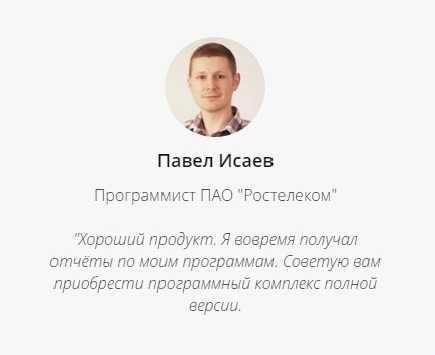 Павел Исаев
Программист ПАО "Ростелеком"
"Хороший продукт. Я вовремя получал
отчёты по моим программам. Советую вам
приобрести программный комплекс полной
версии.